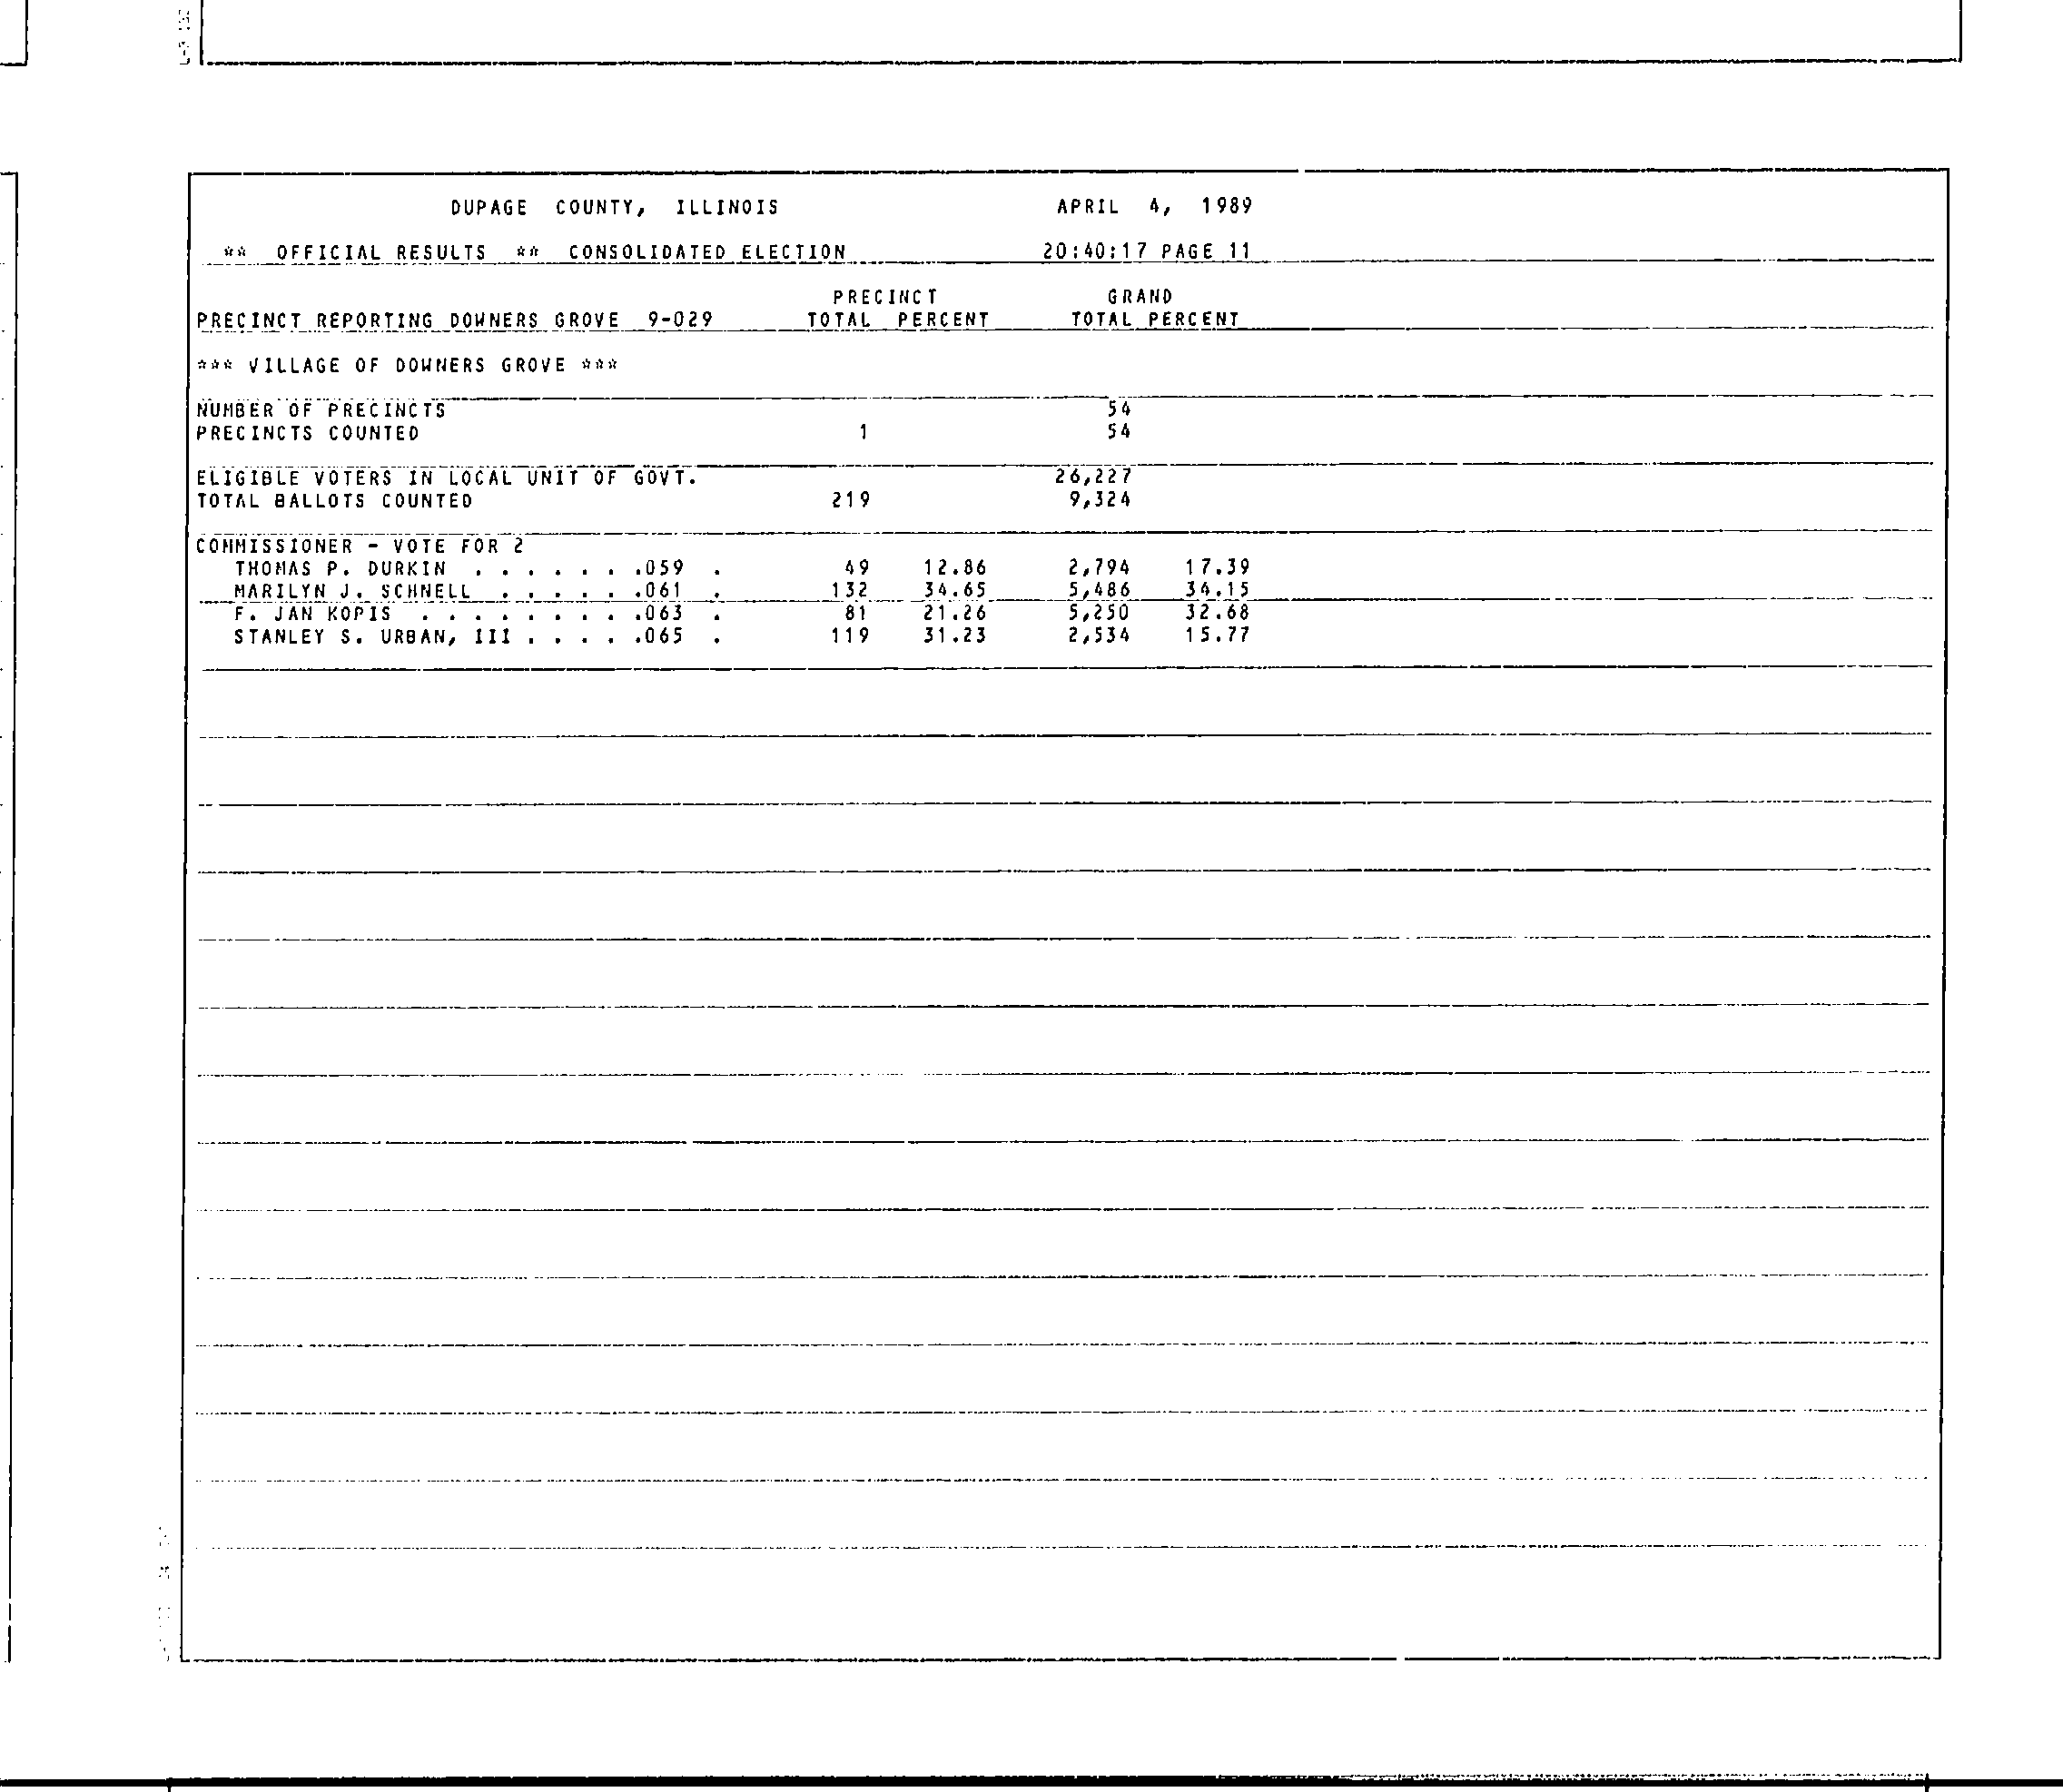 DUPAGE COUNTY, ILLINOIS APRIL 4, 1989
** OFFICIAL RESULTS ** CONSOLIDATED ELECTION 20:40:17 PAGE 11
PRECINCT GRAND
PRECINCT REPORTING DOWNERS GROVE 9-029 TOTAL PERCENT TOTAL PERCENT
*** VILLAGE OF DOWNERS GROVE ***
NUMBER OF PRECINCTS 54
PRECINCTS COUNTED 1 54
ELIGIBLE VOTERS IN LOCAL UNIT OF GOVT. 26,227
TOTAL BALLOTS COUNTED 219 9,324
COMMISSIONER - VOTE FOR 2
THOMAS P. DURKIN . . . . . . .059 . 49 12.86 2,794 17.39
MARILYN J. SCHNELL . . . . . .061 . 132 34.65 5,486 34.15
F. JAN KOPIS . . . . . . . . .063 . 81 21.26 5,250 32.68
STANLEY S. URBAN, III . . . . .065 . 119 31.23 2,534 15.77